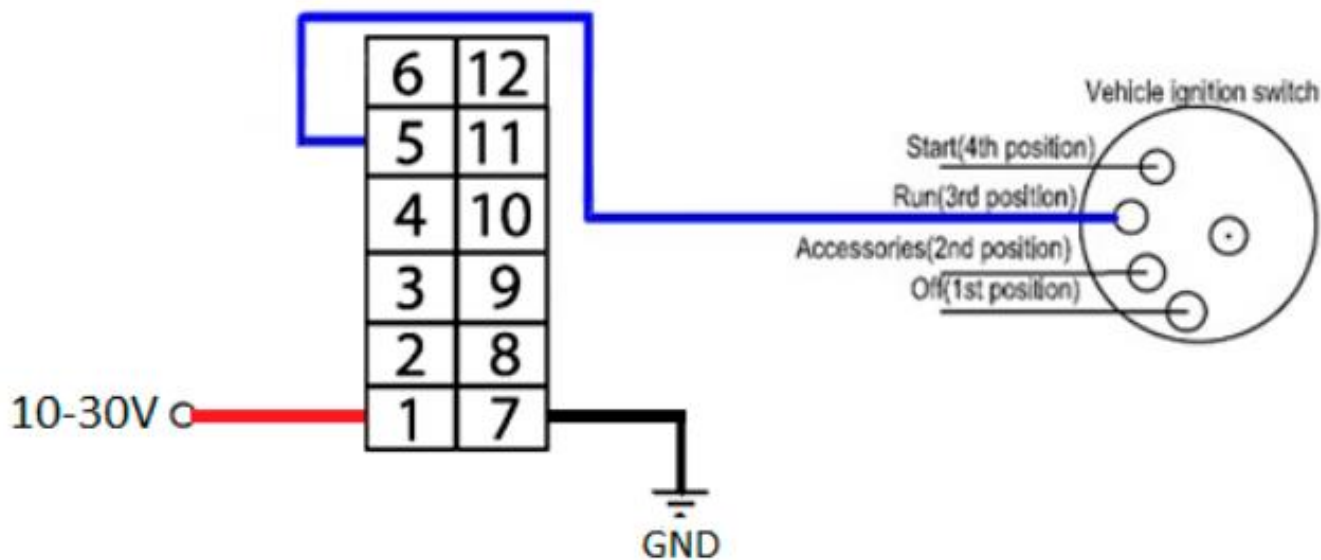 6 12
5 11
4 10
3 9
2 8
1 7
10-30V
GND
Vehicle ignition switch
Start(4th position)
Run(3rd position)
Accessories(2nd position)
Off(1st position)